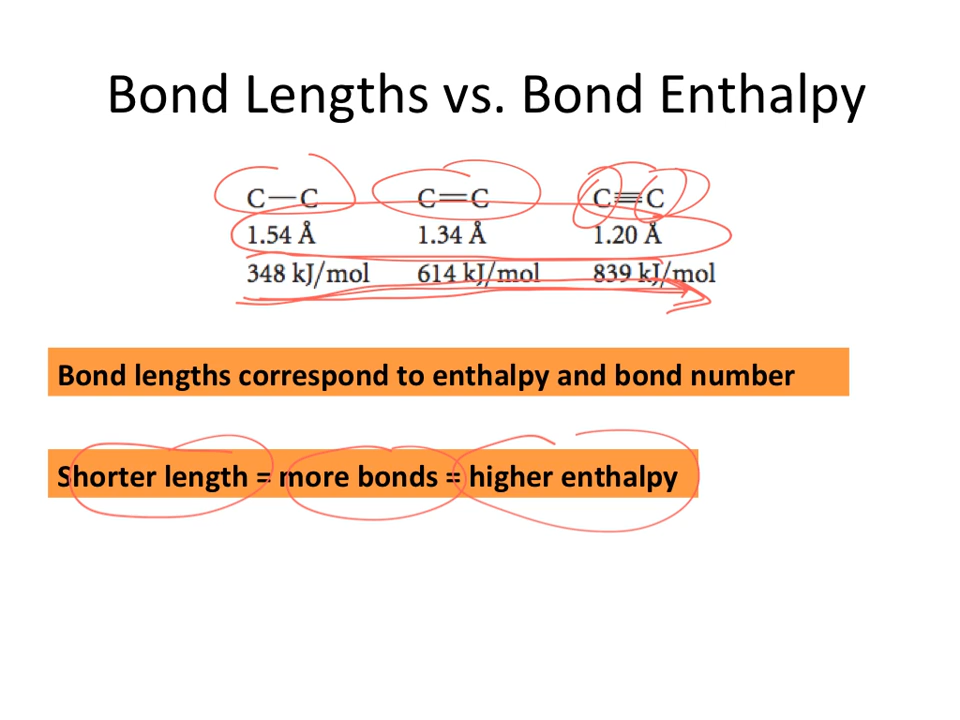 Bond Lengths vs. Bond Enthalpy
C—C C=C C≡C
1.54 Å 1.34 Å 1.20 Å
348 kJ/mol 614 kJ/mol 839 kJ/mol
Bond lengths correspond to enthalpy and bond number
Shorter length = more bonds = higher enthalpy